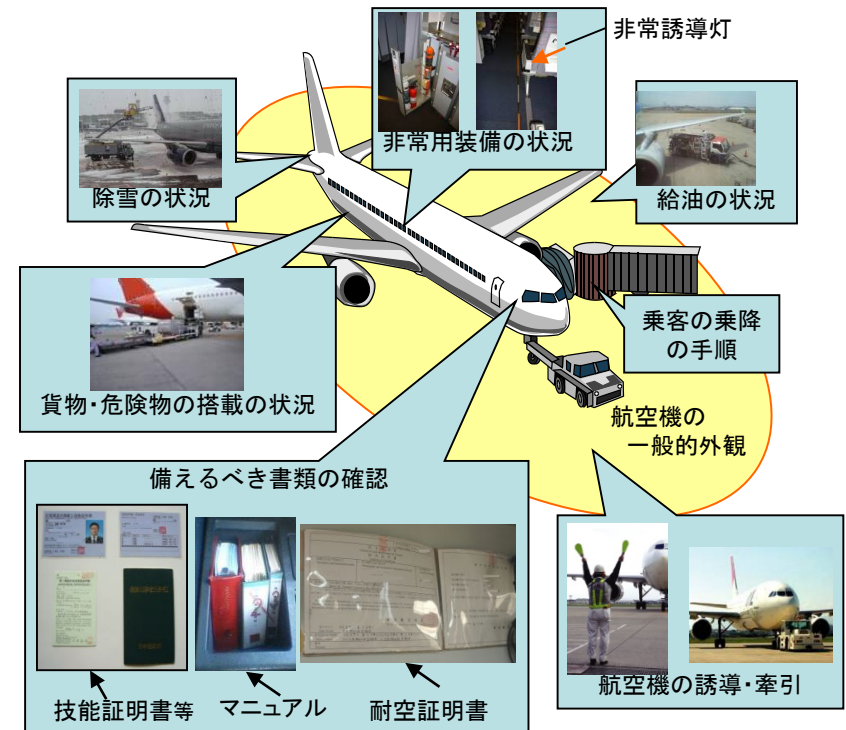 非常誘導灯
非常用装備の状況
除雪の状況
給油の状況
乗客の乗降
の手順
貨物・危険物の搭載の状況
航空機の
一般的外観
備えるべき書類の確認
技能証明書等
マニュアル
耐空証明書
航空機の誘導・牽引